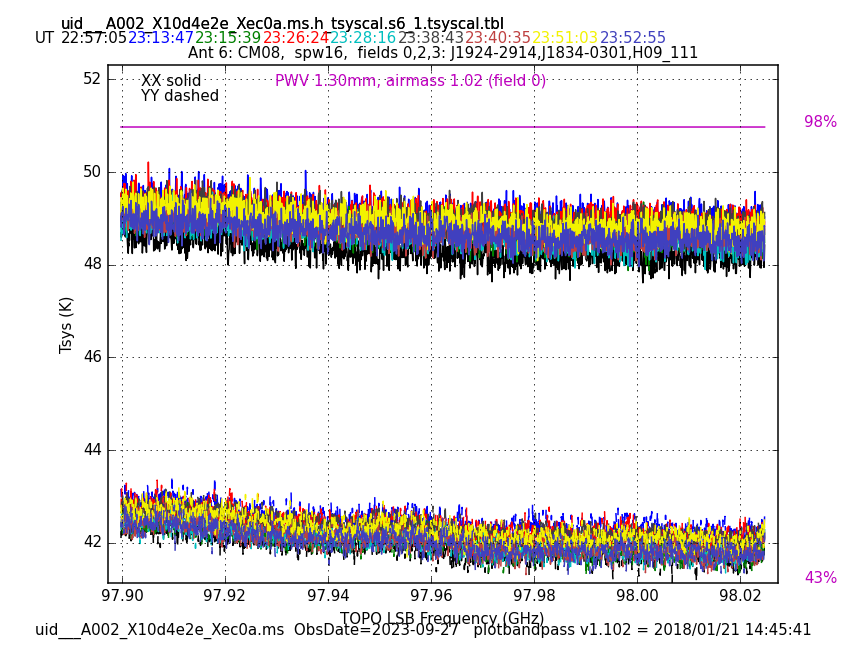 uid___A002_X10d4e2e_Xec0a.ms.h_tsyscal.s6_1.tsyscal.tbl
UT 22:57:05 23:13:47 23:15:39 23:26:24 23:28:16 23:38:43 23:40:35 23:51:03 23:52:55
Ant 6: CM08, spw16, fields 0,2,3: J1924-2914,J1834-0301,H09_111
XX solid
PWV 1.30mm, airmass 1.02 (field 0)
YY dashed
52
98%
50
48
46
44
42
Tsys (K)
43%
97.90 97.92 97.94 97.96 97.98 98.00 98.02
TOPO LSB Frequency (GHz)
uid___A002_X10d4e2e_Xec0a.ms ObsDate=2023-09-27 plotbandpass v1.102 = 2018/01/21 14:45:41